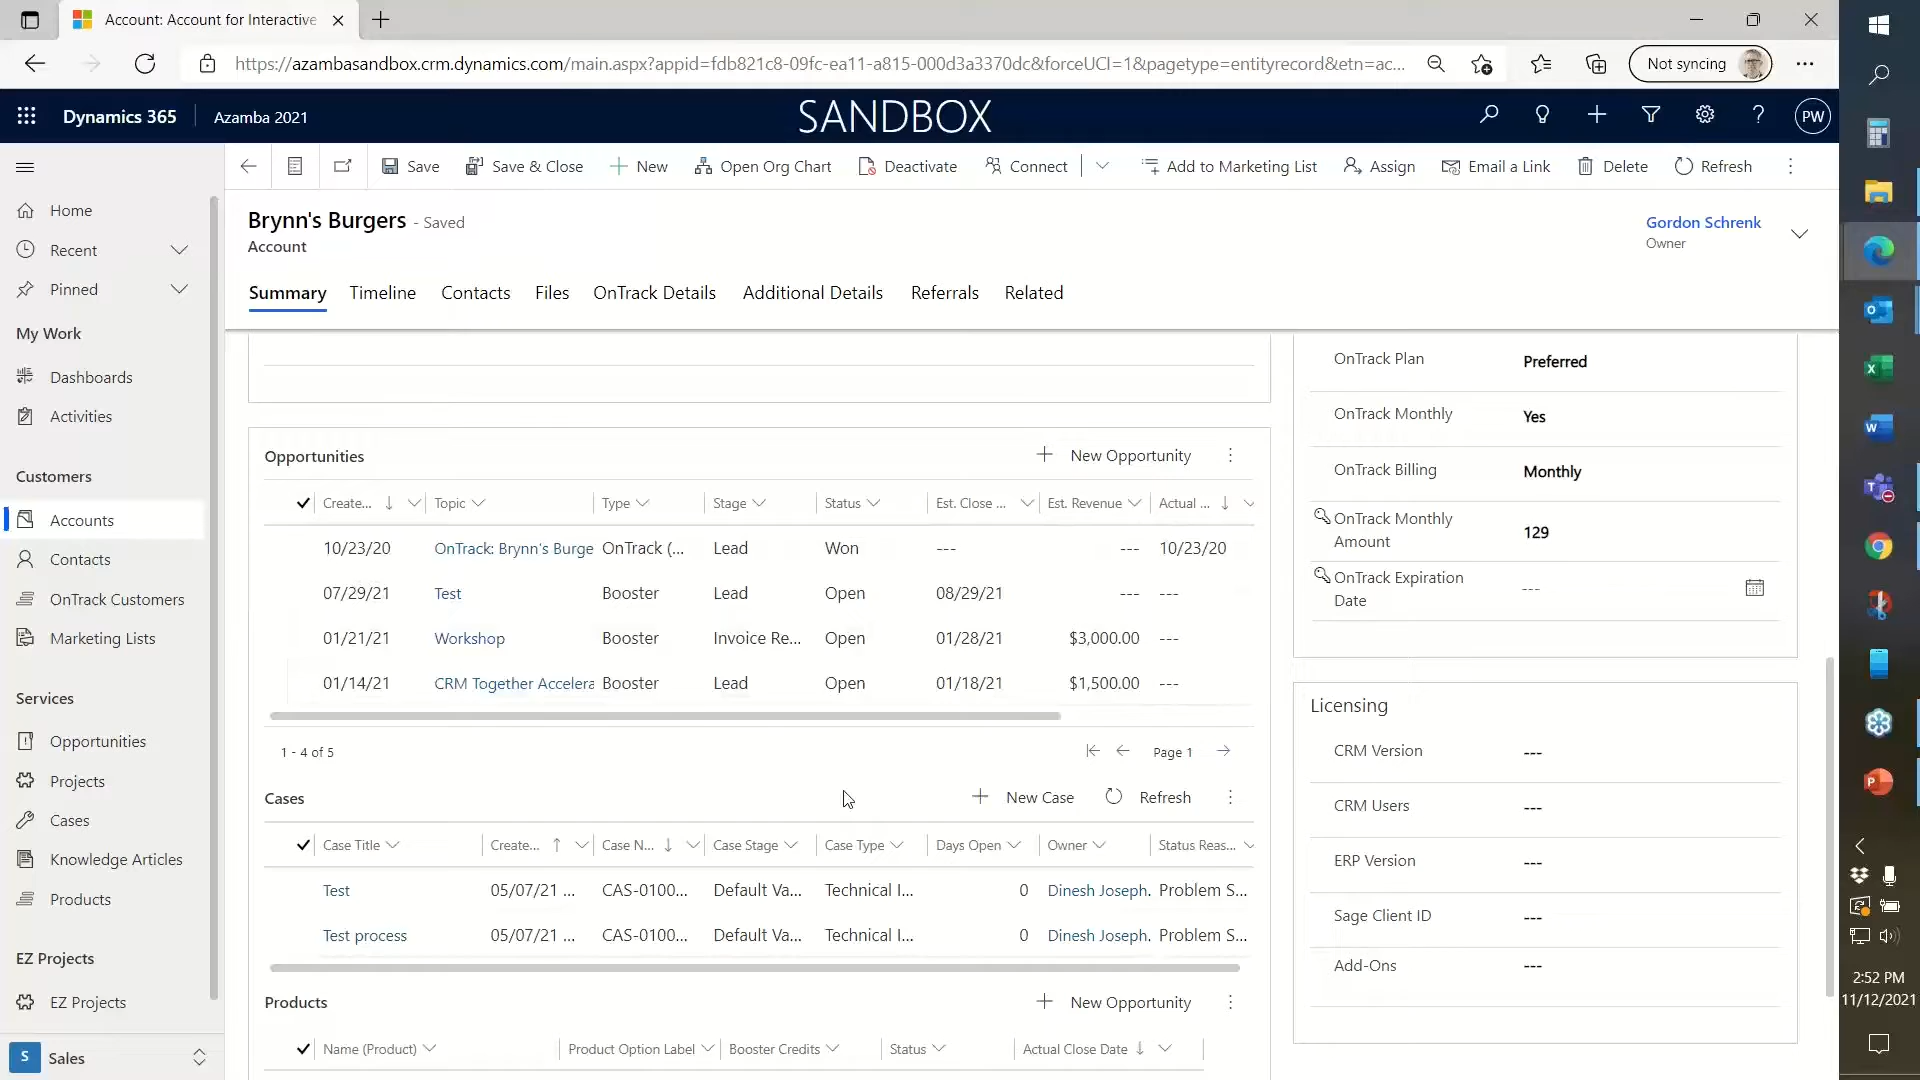 Account: Account for Interactive
https://azambasandbox.crm.dynamics.com/main.aspx?appid=fdb821c8-09fc-ea11-a815-000d3a3370dc&forceUCI=1&pagetype=entityrecord&etn=ac...
Not syncing
Dynamics 365
Azamba 2021
SANDBOX
PW
Save
Save & Close
New
Open Org Chart
Deactivate
Connect
Add to Marketing List
Assign
Email a Link
Delete
Refresh
Home
Recent
Pinned
My Work
Dashboards
Activities
Customers
Accounts
Contacts
OnTrack Customers
Marketing Lists
Services
Opportunities
Projects
Cases
Knowledge Articles
Products
EZ Projects
EZ Projects
S Sales
Brynn's Burgers - Saved
Account
Gordon Schrenk
Owner
Summary Timeline Contacts Files OnTrack Details Additional Details Referrals Related
Opportunities
New Opportunity
Create... Topic Type Stage Status Est. Close ... Est. Revenue Actual ...
10/23/20 OnTrack: Brynn's Burge OnTrack (... Lead Won --- --- 10/23/20
07/29/21 Test Booster Lead Open 08/29/21 --- ---
01/21/21 Workshop Booster Invoice Re... Open 01/28/21 $3,000.00 ---
01/14/21 CRM Together Accelera Booster Lead Open 01/18/21 $1,500.00 ---
1 - 4 of 5
Page 1
Cases
New Case
Refresh
Case Title Create... Case N... Case Stage Case Type Days Open Owner Status Reas...
Test 05/07/21 ... CAS-0100... Default Va... Technical I... 0 Dinesh Joseph. Problem S...
Test process 05/07/21 ... CAS-0100... Default Va... Technical I... 0 Dinesh Joseph. Problem S...
Products
New Opportunity
Name (Product) Product Option Label Booster Credits Status Actual Close Date
OnTrack Plan Preferred
OnTrack Monthly Yes
OnTrack Billing Monthly
OnTrack Monthly
Amount
129
OnTrack Expiration
Date
---
Licensing
CRM Version ---
CRM Users ---
ERP Version ---
Sage Client ID ---
Add-Ons ---
2:52 PM
11/12/2021